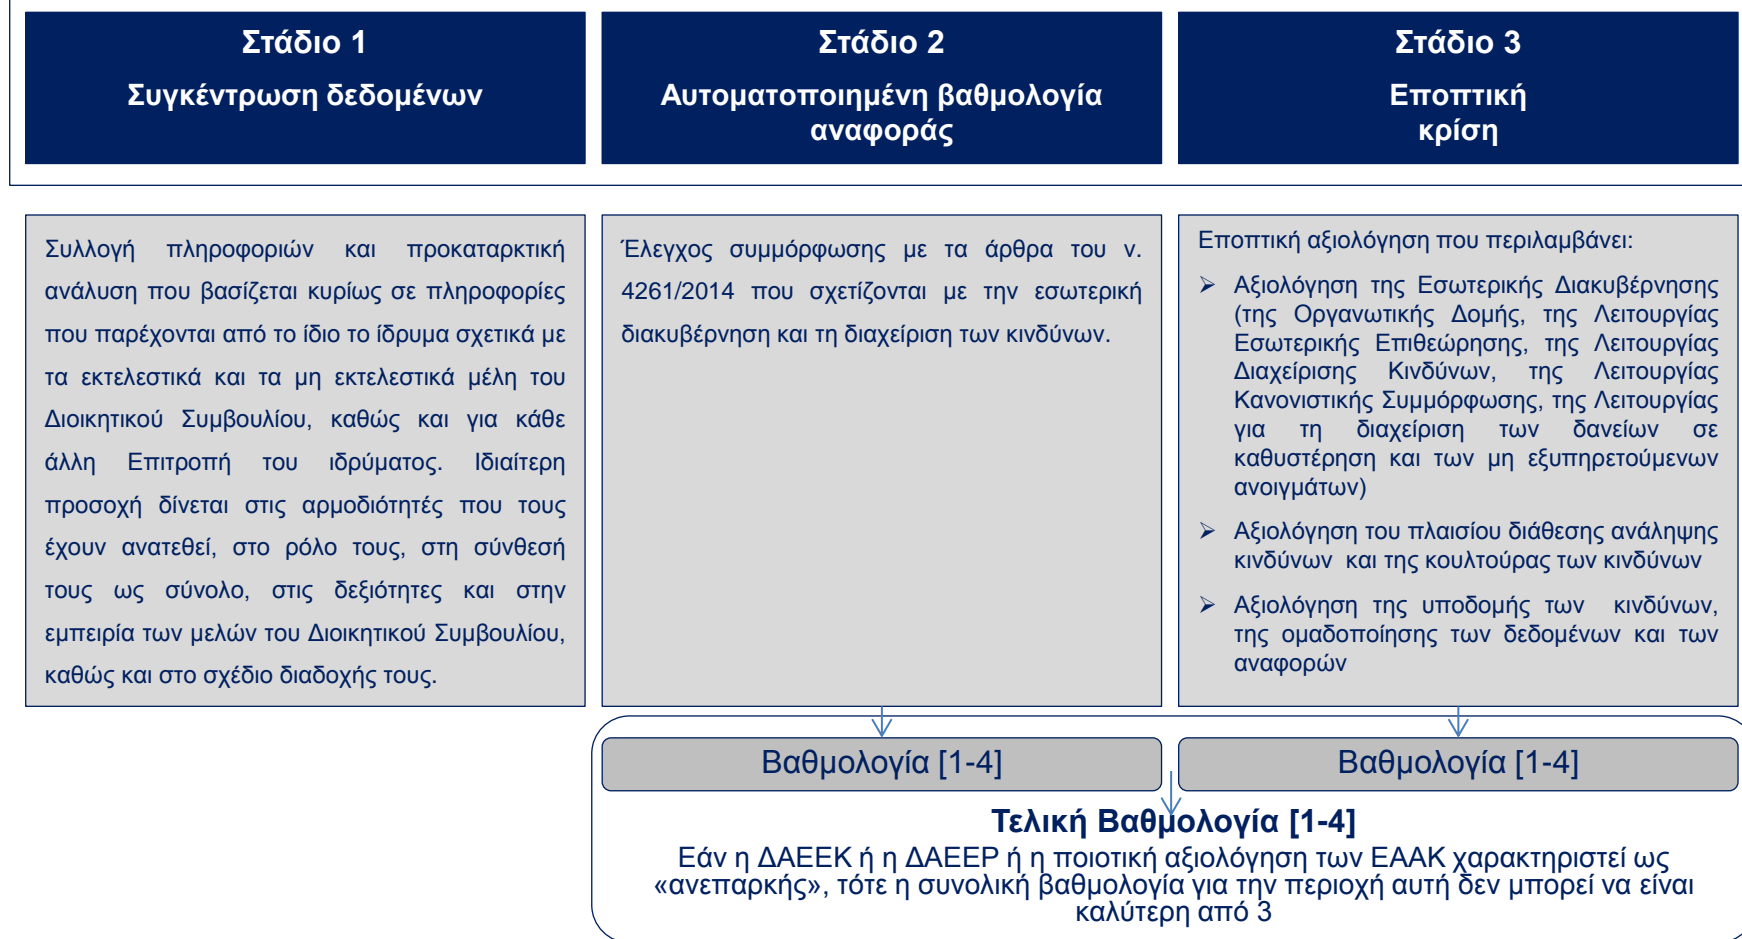 Στάδιο 1
Συγκέντρωση δεδομένων
Στάδιο 2
Αυτοματοποιημένη βαθμολογία
αναφοράς
Στάδιο 3
Εποπτική
κρίση
Συλλογή πληροφοριών και προκαταρκτική
ανάλυση που βασίζεται κυρίως σε πληροφορίες
που παρέχονται από το ίδιο το ίδρυμα σχετικά με
τα εκτελεστικά και τα μη εκτελεστικά μέλη του
Διοικητικού Συμβουλίου, καθώς και για κάθε
άλλη Επιτροπή του ιδρύματος. Ιδιαίτερη
προσοχή δίνεται στις αρμοδιότητές που τους
έχουν ανατεθεί, στο ρόλο τους, στη σύνθεσή
τους ως σύνολο, στις δεξιότητες και στην
εμπειρία των μελών του Διοικητικού Συμβουλίου,
καθώς και στο σχέδιο διαδοχής τους.
Έλεγχος συμμόρφωσης με τα άρθρα του ν.
4261/2014 που σχετίζονται με την εσωτερική
διακυβέρνηση και τη διαχείριση των κινδύνων.
Εποπτική αξιολόγηση που περιλαμβάνει:
➢ Αξιολόγηση της Εσωτερικής Διακυβέρνησης
(της Οργανωτικής Δομής, της Λειτουργίας
Εσωτερικής Επιθεώρησης, της Λειτουργίας
Διαχείρισης Κινδύνων, της Λειτουργίας
Κανονιστικής Συμμόρφωσης, της Λειτουργίας
για τη διαχείριση των δανείων σε
καθυστέρηση και των μη εξυπηρετούμενων
ανοιγμάτων)
➢ Αξιολόγηση του πλαισίου διάθεσης ανάληψης
κινδύνων και της κουλτούρας των κινδύνων
➢ Αξιολόγηση της υποδομής των κινδύνων,
της ομαδοποίησης των δεδομένων και των
αναφορών
Βαθμολογία [1-4]
Βαθμολογία [1-4]
Τελική Βαθμολογία [1-4]
Εάν η ΔΑΕΕΚ ή η ΔΑΕΕΡ ή η ποιοτική αξιολόγηση των ΕΑΑΚ χαρακτηριστεί ως
«ανεπαρκής», τότε η συνολική βαθμολογία για την περιοχή αυτή δεν μπορεί να είναι
καλύτερη από 3